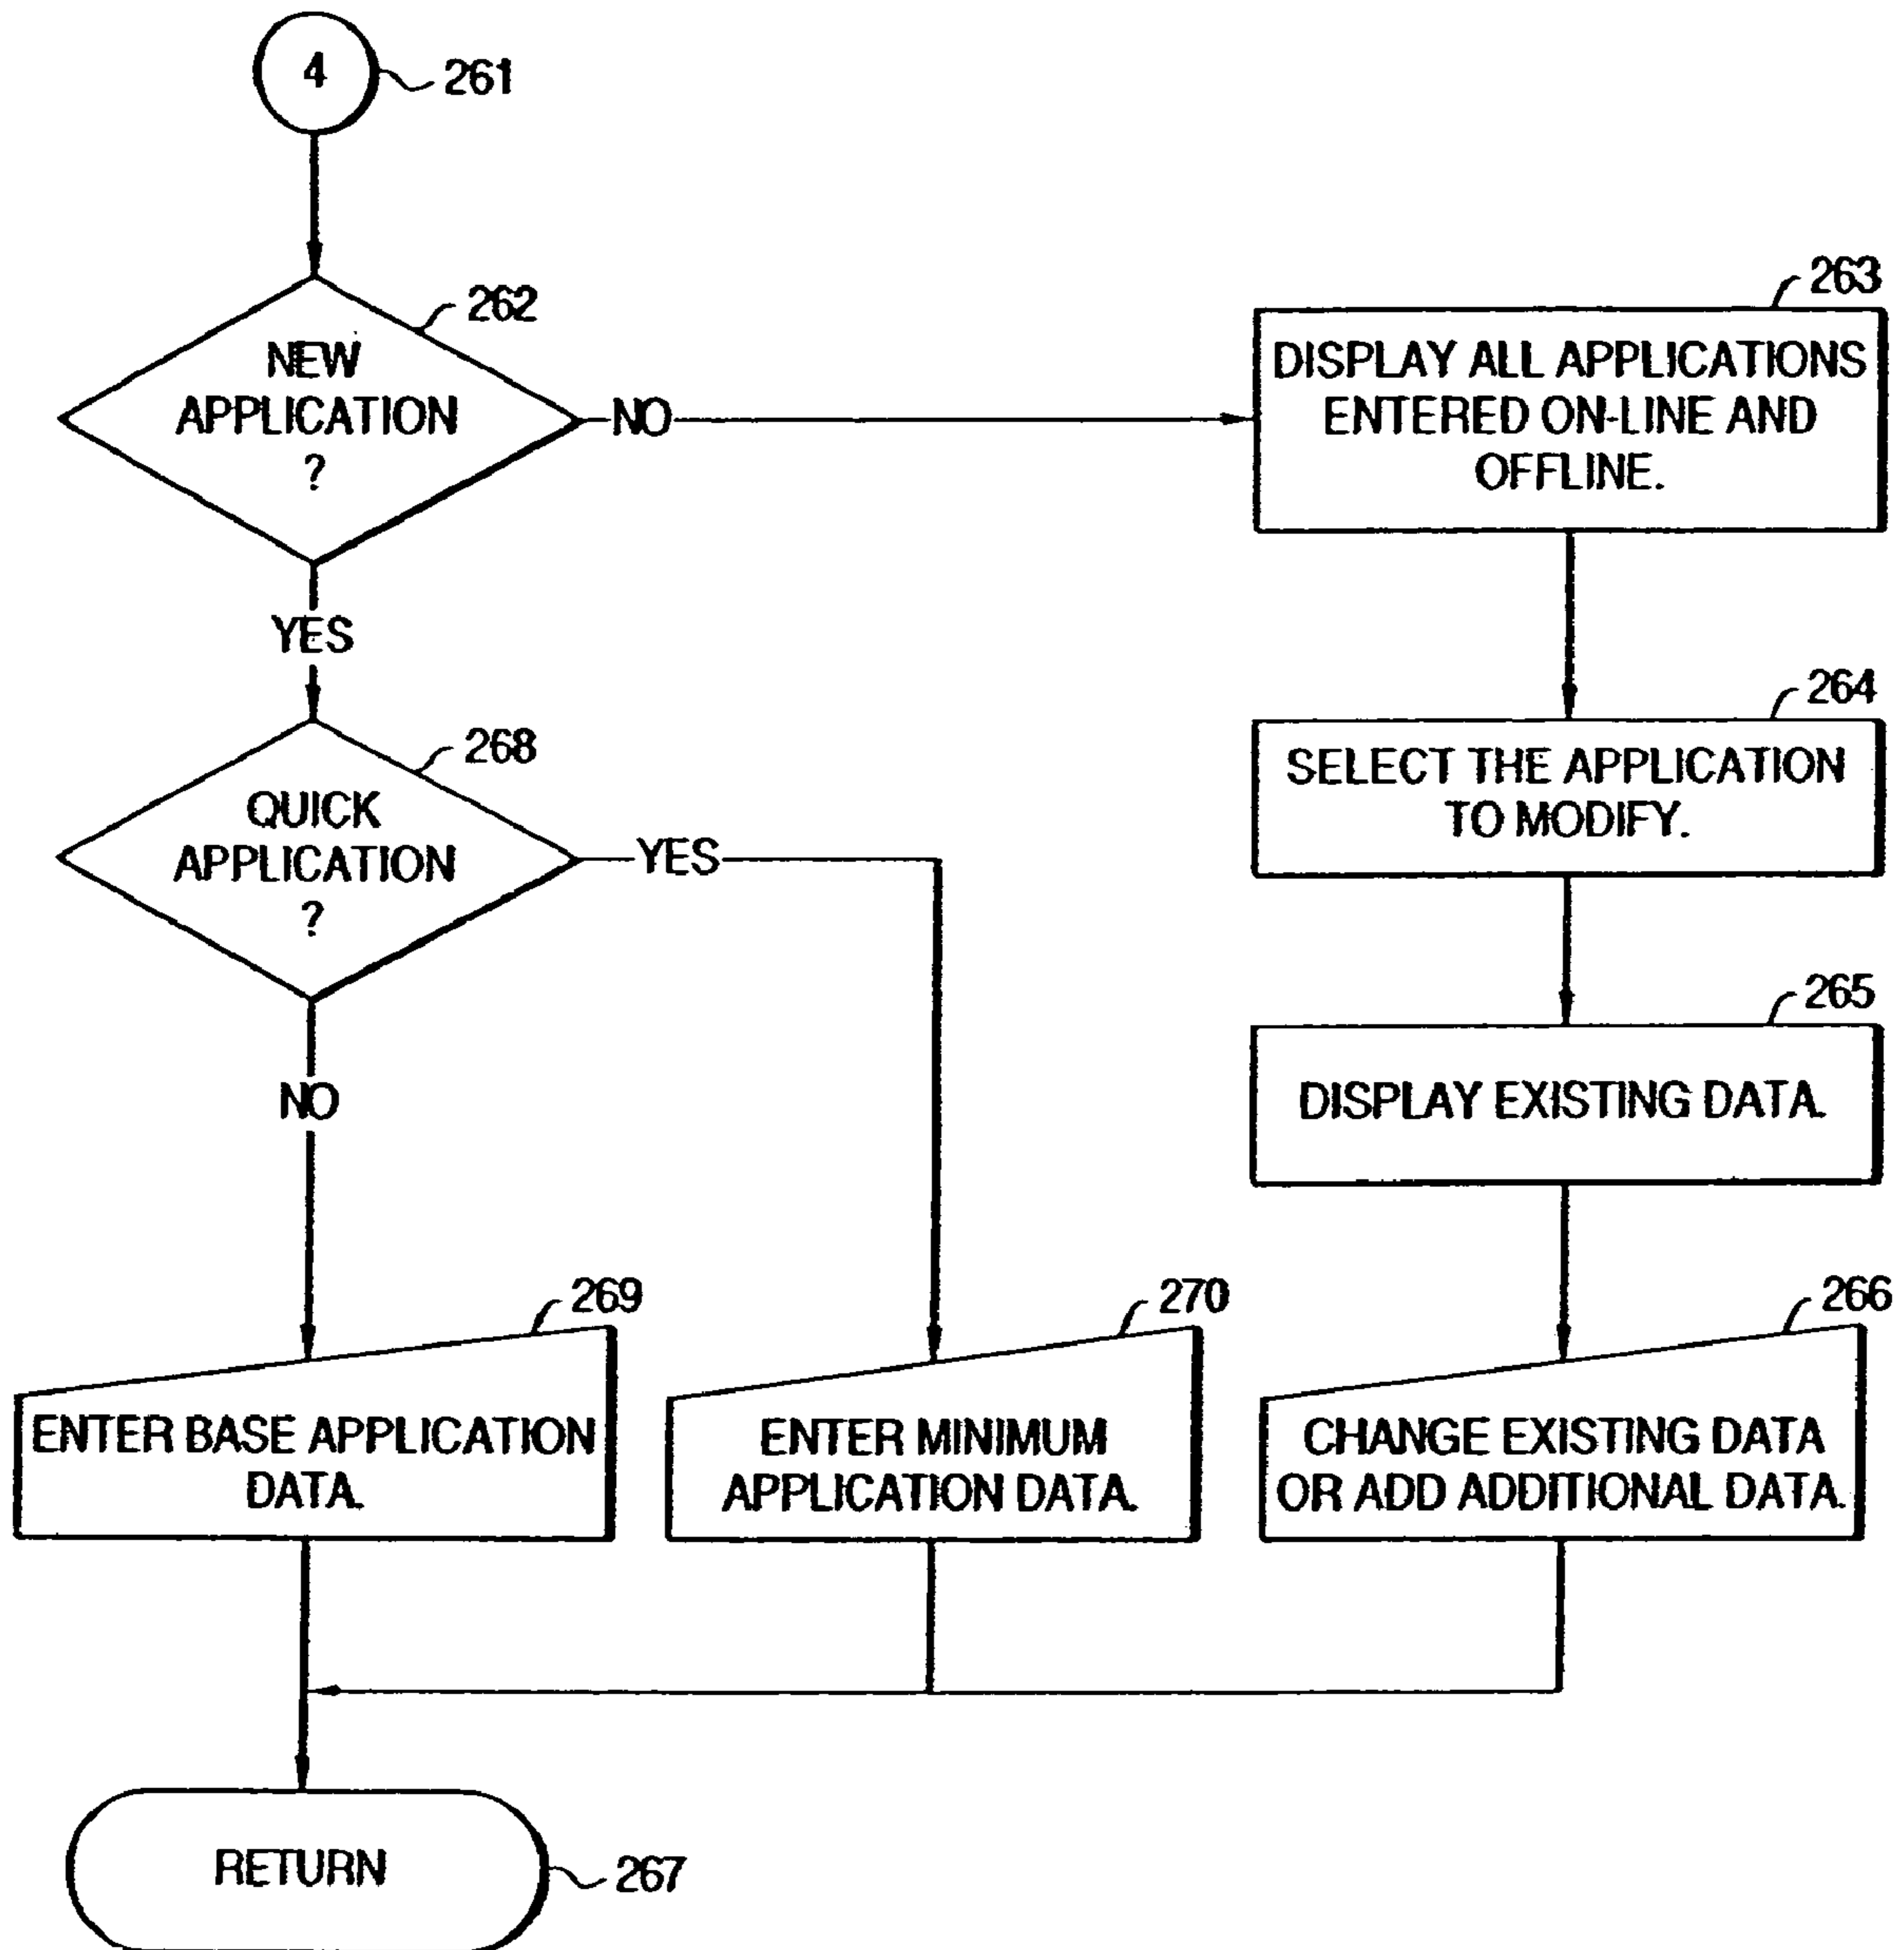 4
261
262
NEW
APPLICATION
?
NO
263
DISPLAY ALL APPLICATIONS
ENTERED ON-LINE AND
OFFLINE.
YES
264
SELECT THE APPLICATION
TO MODIFY.
268
QUICK
APPLICATION
?
YES
265
DISPLAY EXISTING DATA.
NO
269
ENTER BASE APPLICATION
DATA.
270
ENTER MINIMUM
APPLICATION DATA.
266
CHANGE EXISTING DATA
OR ADD ADDITIONAL DATA.
RETURN
267